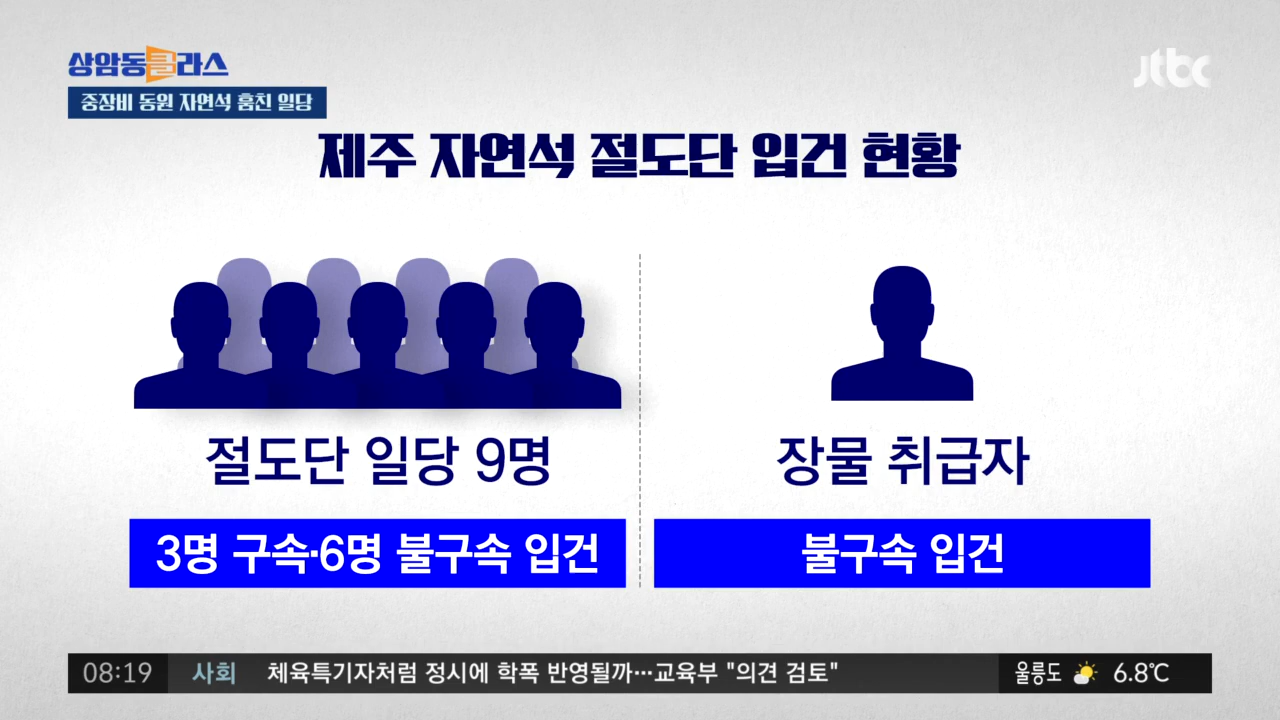 상암동클라스
jtbc
중장비 동원 자연석 훔친 일당
제주 자연석 절도단 입건 현황
절도단 일당 9명
3명 구속·6명 불구속 입건
장물 취급자
불구속 입건
08:19 사회 체육특기자처럼 정시에 학폭 반영될까…교육부 "의견 검토" 울릉도 6.8℃